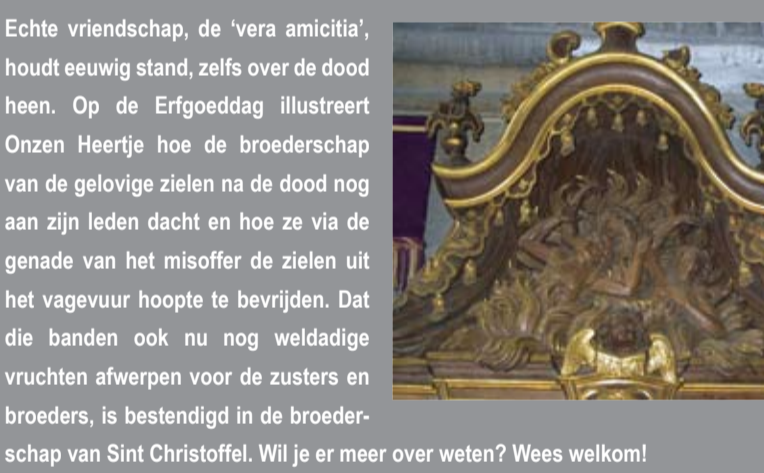 Echte vriendschap, de ‘vera amicitia’,
houdt eeuwig stand, zelfs over de dood
heen. Op de Erfgoeddag illustreert
Onzen Heertje hoe de broederschap
van de gelovige zielen na de dood nog
aan zijn leden dacht en hoe ze via de
genade van het misoffer de zielen uit
het vagevuur hoopte te bevrijden. Dat
die banden ook nu nog weldadige
vruchten afwerpen voor de zusters en
broeders, is bestendigd in de broeder-
schap van Sint Christoffel. Wil je er meer over weten? Wees welkom!